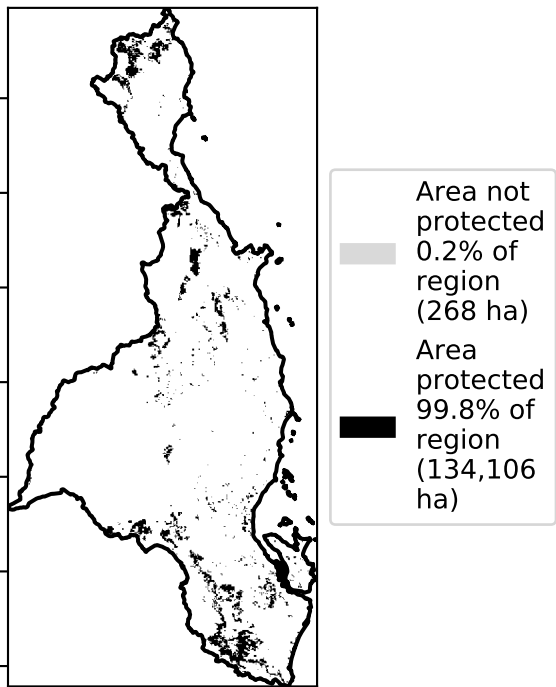 Area not
protected
0.2% of
region
(268 ha)
Area
protected
99.8% of
region
(134,106
ha)